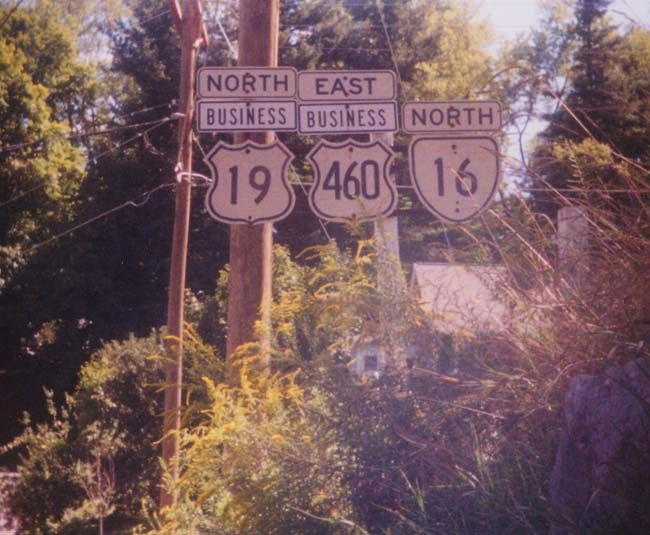 NORTH
BUSINESS
19
EAST
BUSINESS
460
NORTH
16